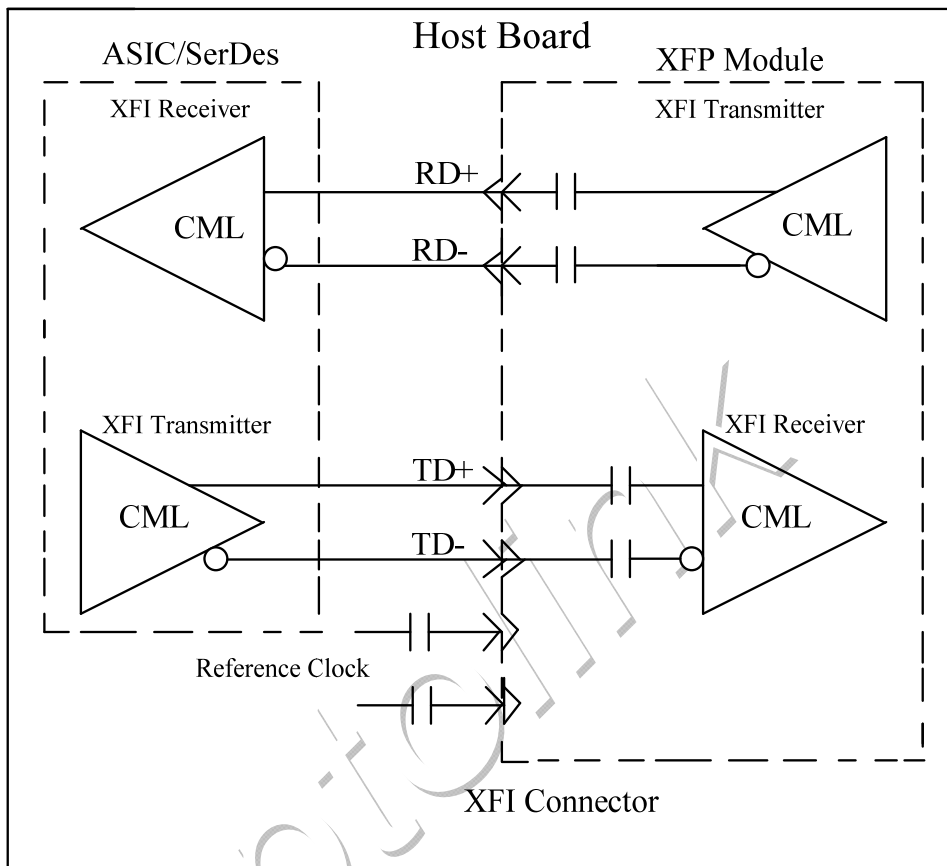 Host Board
ASIC/SerDes
XFP Module
XFI Receiver
XFI Transmitter
RD+
CML
CML
RD-
XFI Transmitter
XFI Receiver
TD+
CML
CML
TD-
Reference Clock
XFI Connector